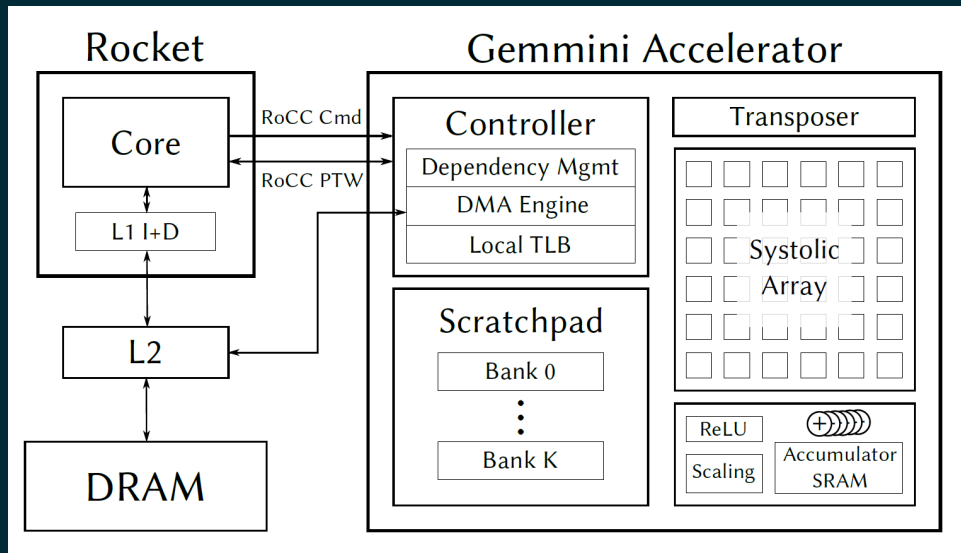 Rocket
Gemmini Accelerator
Core
L1 I+D
RoCC Cmd
RoCC PTW
L2
DRAM
Controller
Dependency Mgmt
DMA Engine
Local TLB
Scratchpad
Bank 0
Bank K
Transposer
Systolic
Array
ReLU
Scaling
+
Accumulator
SRAM